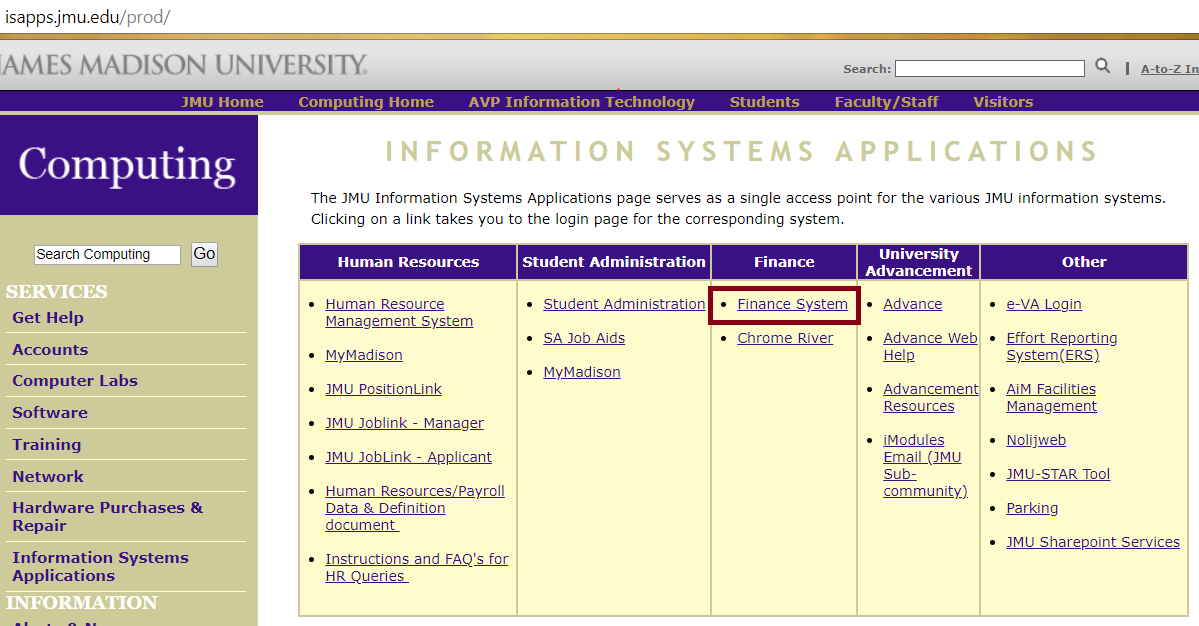 isapps.jmu.edu/prod/
JAMES MADISON UNIVERSITY.
Search:
A-to-Z In
JMU Home Computing Home AVP Information Technology Students Faculty/Staff Visitors
Computing
Search Computing Go
SERVICES
Get Help
Accounts
Computer Labs
Software
Training
Network
Hardware Purchases &
Repair
Information Systems
Applications
INFORMATION
INFORMATION SYSTEMS APPLICATIONS
The JMU Information Systems Applications page serves as a single access point for the various JMU information systems.
Clicking on a link takes you to the login page for the corresponding system.
Human Resources
Human Resource
Management System
MyMadison
JMU PositionLink
JMU Joblink - Manager
JMU JobLink - Applicant
Human Resources/Payroll
Data & Definition
document
Instructions and FAQ's for
HR Queries
Student Administration
Student Administration
SA Job Aids
MyMadison
Finance
Finance System
Chrome River
University
Advancement
Advance
Advance Web
Help
Advancement
Resources
iModules
Email (JMU
Sub-
community)
Other
e-VA Login
Effort Reporting
System(ERS)
AiM Facilities
Management
Nolijweb
JMU-STAR Tool
Parking
JMU Sharepoint Services